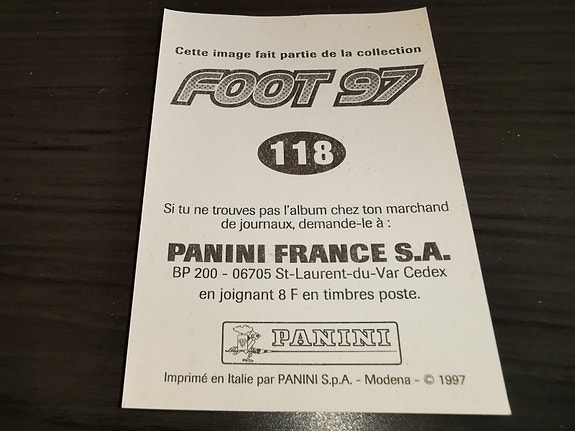 Cette image fait partie de la collection
FOOT 97
118
Si tu ne trouves pas l'album chez ton marchand
de journaux, demande-le à :
PANINI FRANCE S.A.
BP 200 - 06705 St-Laurent-du-Var Cedex
en joignant 8 F en timbres poste.
PANINI
Imprimé en Italie par PANINI S.p.A. - Modena - © 1997